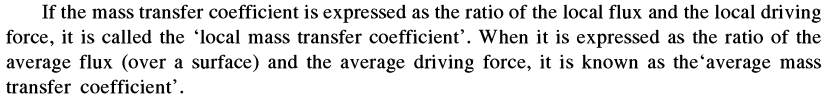 If the mass transfer coefficient is expressed as the ratio of the local flux and the local driving
force, it is called the ‘local mass transfer coefficient’. When it is expressed as the ratio of the
average flux (over a surface) and the average driving force, it is known as the‘average mass
transfer coefficient’.